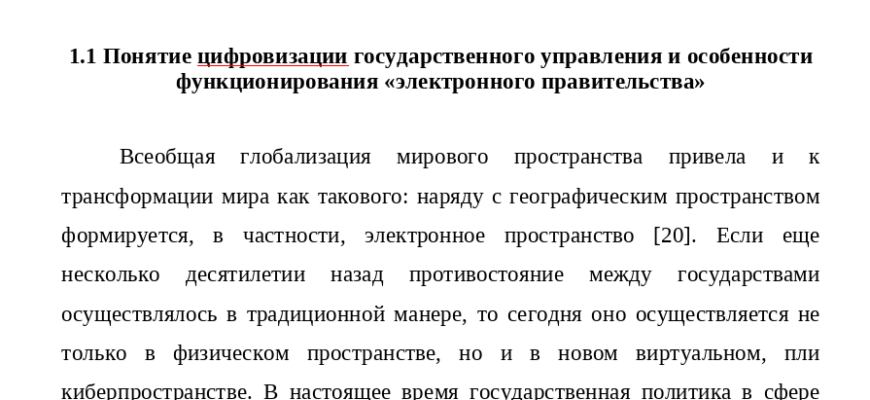 1.1 Понятие цифровизации государственного управления и особенности
функционирования «электронного правительства»
Всеобщая глобализация мирового пространства привела и к
трансформации мира как такового: наряду с географическим пространством
формируется, в частности, электронное пространство [20]. Если еще
несколько десятилетии назад противостояние между государствами
осуществлялось в традиционной манере, то сегодня оно осуществляется не
только в физическом пространстве, но и в новом виртуальном, пли
киберпространстве. В настоящее время государственная политика в сфере